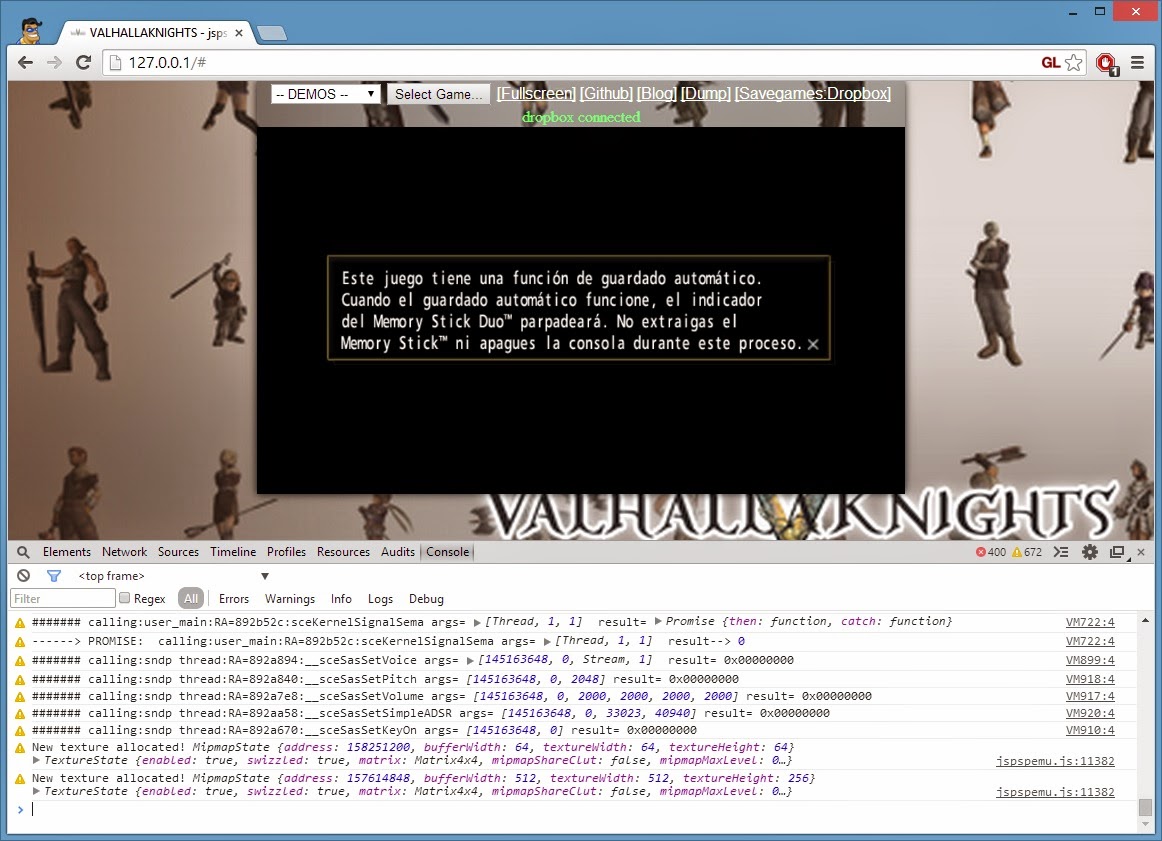 VALHALLAKNIGHTS - jsps
127.0.0.1/#
GL
1
-- DEMOS -- Select Game... [Fullscreen] [Github] [Blog] [Dump] [Savegames:Dropbox]
dropbox connected
Este juego tiene una función de guardado automático.
Cuando el guardado automático funcione, el indicador
del Memory Stick Duo™ parpadeará. No extraigas el
Memory Stick™ ni apagues la consola durante este proceso.
VALHALLA KNIGHTS
Elements Network Sources Timeline Profiles Resources Audits Console 400 672
<top frame>
Filter Regex All Errors Warnings Info Logs Debug
####### calling:user_main:RA=892b52c:sceKernelSignalSema args= [Thread, 1, 1] result= Promise {then: function, catch: function} VM722:4
------> PROMISE: calling:user_main:RA=892b52c:sceKernelSignalSema args= [Thread, 1, 1] result--> 0 VM722:4
####### calling:sndp thread:RA=892a894:__sceSasSetVoice args= [145163648, 0, Stream, 1] result= 0x00000000 VM899:4
####### calling:sndp thread:RA=892a840:__sceSasSetPitch args= [145163648, 0, 2048] result= 0x00000000 VM918:4
####### calling:sndp thread:RA=892a7e8:__sceSasSetVolume args= [145163648, 0, 2000, 2000, 2000, 2000] result= 0x00000000 VM917:4
####### calling:sndp thread:RA=892aa58:__sceSasSetSimpleADSR args= [145163648, 0, 33023, 40940] result= 0x00000000 VM920:4
####### calling:sndp thread:RA=892a670:__sceSasSetKeyOn args= [145163648, 0] result= 0x00000000 VM910:4
New texture allocated! MipmapState {address: 158251200, bufferWidth: 64, textureWidth: 64, textureHeight: 64}
TextureState {enabled: true, swizzled: true, matrix: Matrix4x4, mipmapShareClut: false, mipmapMaxLevel: 0…} jspspemu.js:11382
New texture allocated! MipmapState {address: 157614848, bufferWidth: 512, textureWidth: 512, textureHeight: 256}
TextureState {enabled: true, swizzled: true, matrix: Matrix4x4, mipmapShareClut: false, mipmapMaxLevel: 0…} jspspemu.js:11382